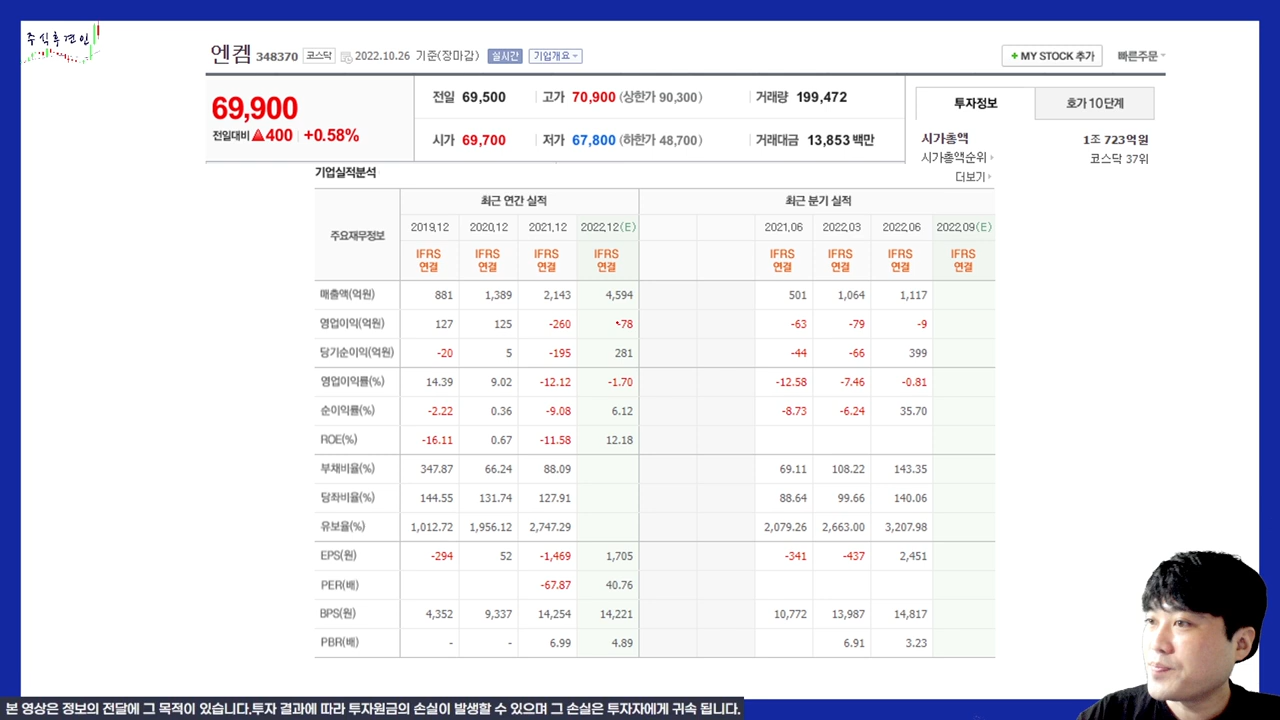 주식후견인
엔켐 348370 코스닥 2022.10.26 기준(장마감) 실시간 기업개요
+ MY STOCK 추가 빠른주문
69,900
전일대비 ▲400 +0.58%
전일 69,500 고가 70,900 (상한가 90,300) 거래량 199,472
시가 69,700 저가 67,800 (하한가 48,700) 거래대금 13,853 백만
투자정보 호가 10단계
시가총액 1조 723억원
시가총액순위 코스닥 37위
더보기
기업실적분석
주요재무정보 최근 연간 실적 최근 분기 실적
2019.12 2020.12 2021.12 2022.12(E) 2021.06 2022.03 2022.06 2022.09(E)
IFRS IFRS IFRS IFRS IFRS IFRS IFRS IFRS
연결 연결 연결 연결 연결 연결 연결 연결
매출액(억원) 881 1,389 2,143 4,594 501 1,064 1,117
영업이익(억원) 127 125 -260 -78 -63 -79 -9
당기순이익(억원) -20 5 -195 281 -44 -66 399
영업이익률(%) 14.39 9.02 -12.12 -1.70 -12.58 -7.46 -0.81
순이익률(%) -2.22 0.36 -9.08 6.12 -8.73 -6.24 35.70
ROE(%) -16.11 0.67 -11.58 12.18
부채비율(%) 347.87 66.24 88.09 69.11 108.22 143.35
당좌비율(%) 144.55 131.74 127.91 88.64 99.66 140.06
유보율(%) 1,012.72 1,956.12 2,747.29 2,079.26 2,663.00 3,207.98
EPS(원) -294 52 -1,469 1,705 -341 -437 2,451
PER(배) -67.87 40.76
BPS(원) 4,352 9,337 14,254 14,221 10,772 13,987 14,817
PBR(배) - - 6.99 4.89 6.91 3.23
본 영상은 정보의 전달에 그 목적이 있습니다.투자 결과에 따라 투자원금의 손실이 발생할 수 있으며 그 손실은 투자자에게 귀속 됩니다.